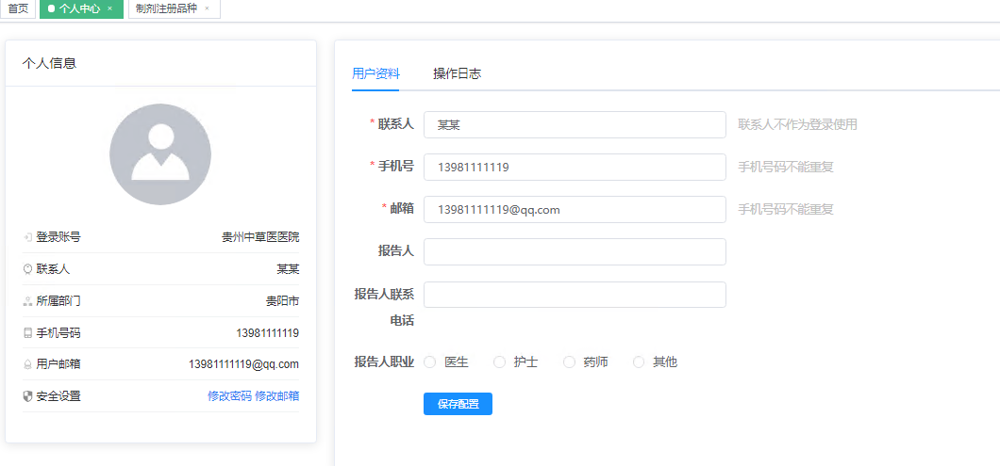 首页 个人中心 × 制剂注册品种 ×
个人信息
登录账号 贵州中草医医院
联系人 某某
所属部门 贵阳市
手机号码 13981111119
用户邮箱 13981111119@qq.com
安全设置 修改密码 修改邮箱
用户资料 操作日志
* 联系人 某某 联系人不作为登录使用
* 手机号 13981111119 手机号码不能重复
* 邮箱 13981111119@qq.com 手机号码不能重复
报告人
报告人联系
电话
报告人职业 医生 护士 药师 其他
保存配置